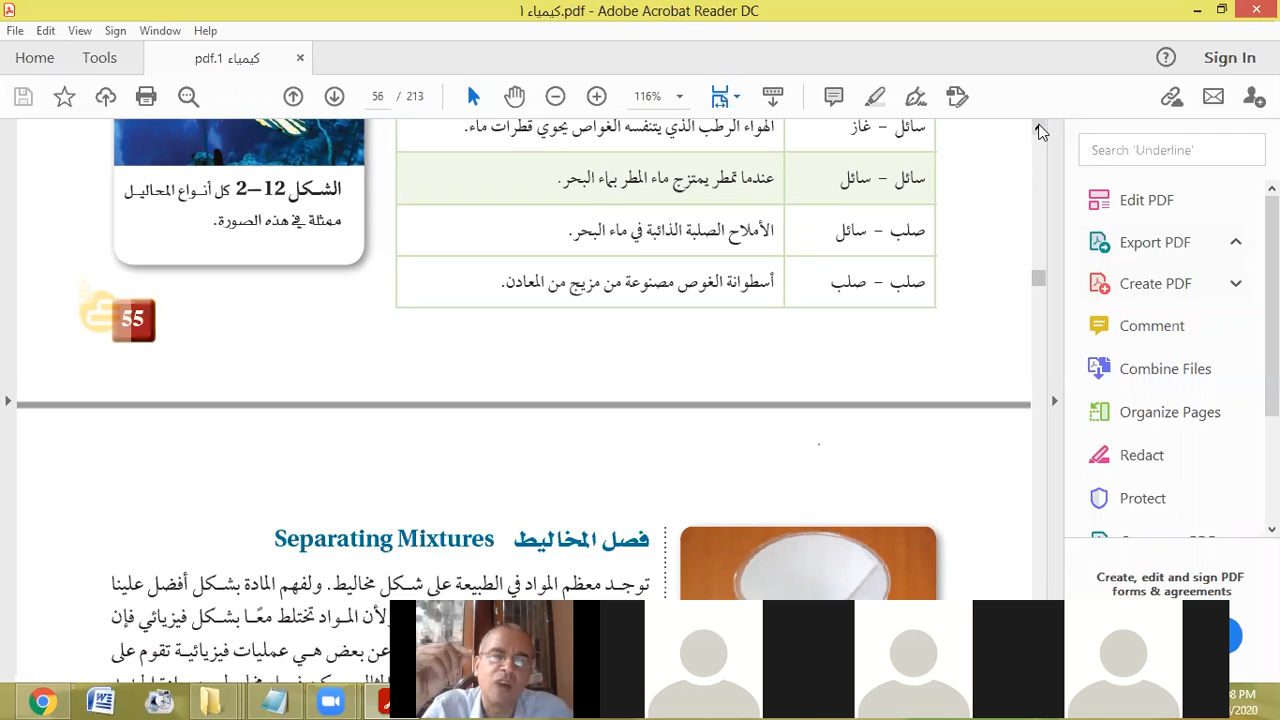 كيمياء 1.pdf - Adobe Acrobat Reader DC
File Edit View Sign Window Help
Home Tools كيمياء 1.pdf × Sign In
56 / 213 116%
سائل – غاز الهواء الرطب الذي يتنفسه الغواص يحوي قطرات ماء.
سائل – سائل عندما تمطر يمتزج ماء المطر بماء البحر.
صلب – سائل الأملاح الصلبة الذائبة في ماء البحر.
صلب – صلب أسطوانة الغوص مصنوعة من مزيج من المعادن.
الشكل 12–2 كل أنواع المحاليل
ممثلة في هذه الصورة.
55
فصل المخاليط Separating Mixtures
توجد معظم المواد في الطبيعة على شكل مخاليط. ولفهم المادة بشكل أفضل علينا
ولأن المواد تختلط معًا بشكل فيزيائي فإن
عن بعض هي عمليات فيزيائية تقوم على
Search 'Underline'
Edit PDF
Export PDF
Create PDF
Comment
Combine Files
Organize Pages
Redact
Protect
Create, edit and sign PDF
forms & agreements
8 PM
/2020